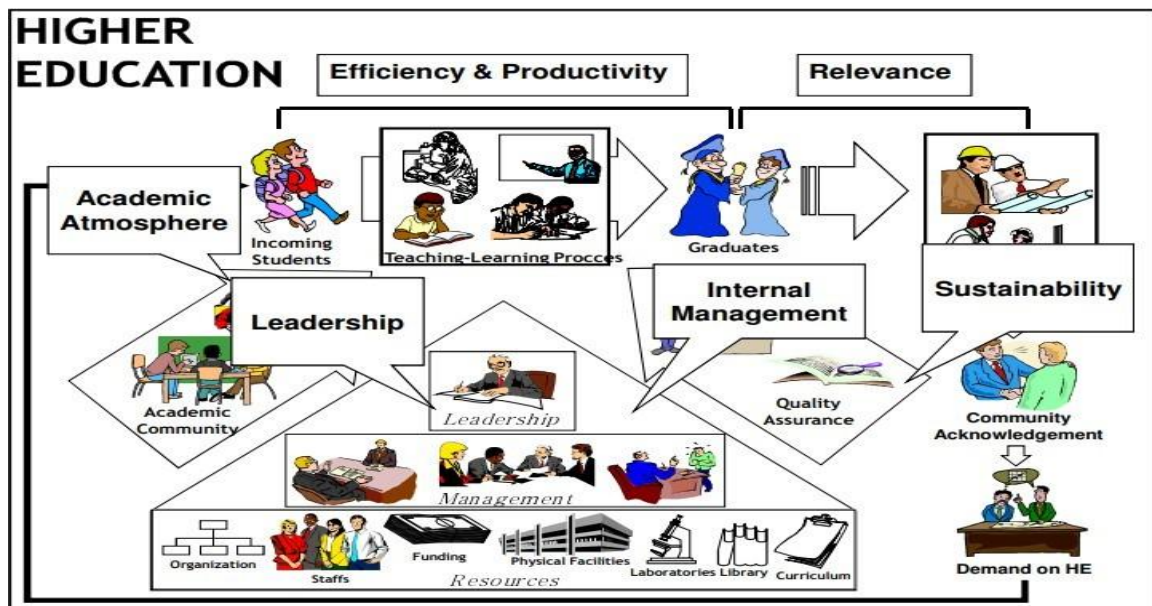 HIGHER
EDUCATION
Efficiency & Productivity
Relevance
Academic
Atmosphere
Incoming
Students
Teaching-Learning Procces
Graduates
Leadership
Internal
Management
Sustainability
Academic
Community
Leadership
Quality
Assurance
Community
Acknowledgement
Management
Organization
Staffs
Funding
Physical Facilities
Laboratories
Library
Curriculum
Resources
Demand on HE